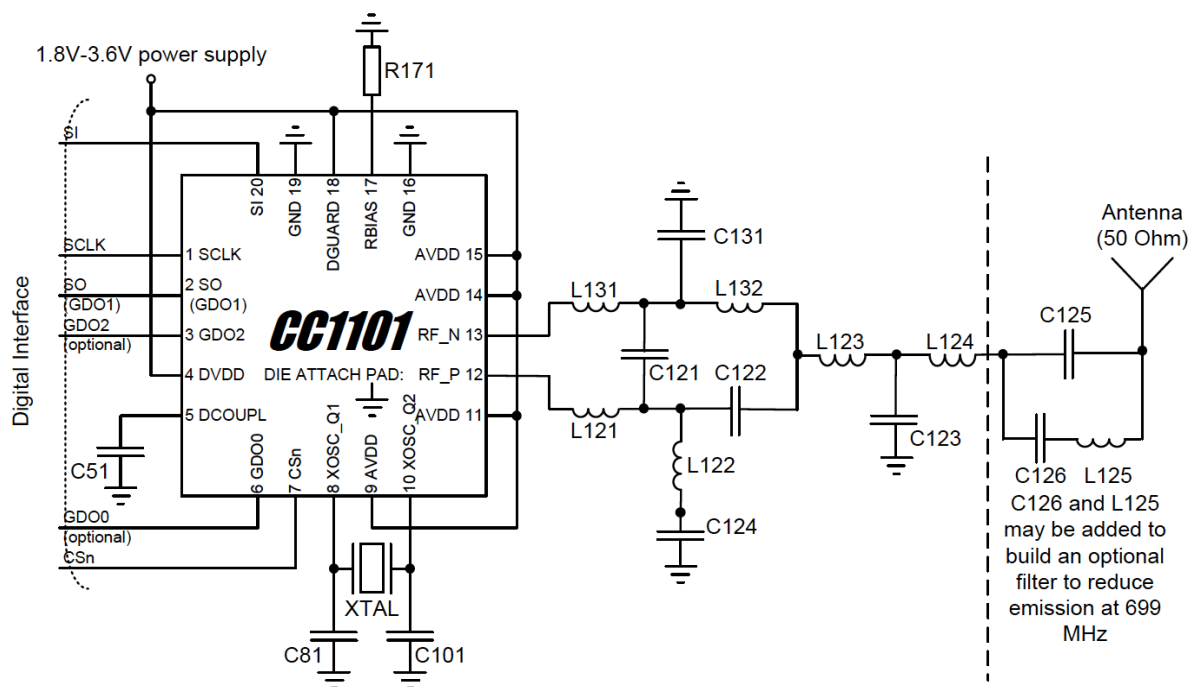 1.8V-3.6V power supply
R171
SI
SI 20
GND 19
DGUARD 18
RBIAS 17
GND 16
Antenna
(50 Ohm)
C131
SCLK
1 SCLK
AVDD 15
SO
(GDO1)
2 SO
(GDO1)
AVDD 14
L131
L132
GDO2
(optional)
3 GDO2
CC1101
RF_N 13
C125
L123
L124
Digital Interface
4 DVDD
DIE ATTACH PAD:
RF_P 12
C121
C122
5 DCOUPL
AVDD 11
L121
C123
C51
6 GDO0
7 CSn
8 XOSC_Q1
9 AVDD
10 XOSC_Q2
L122
C126
L125
GDO0
(optional)
C124
CSn
XTAL
C81
C101
C126 and L125
may be added to
build an optional
filter to reduce
emission at 699
MHz